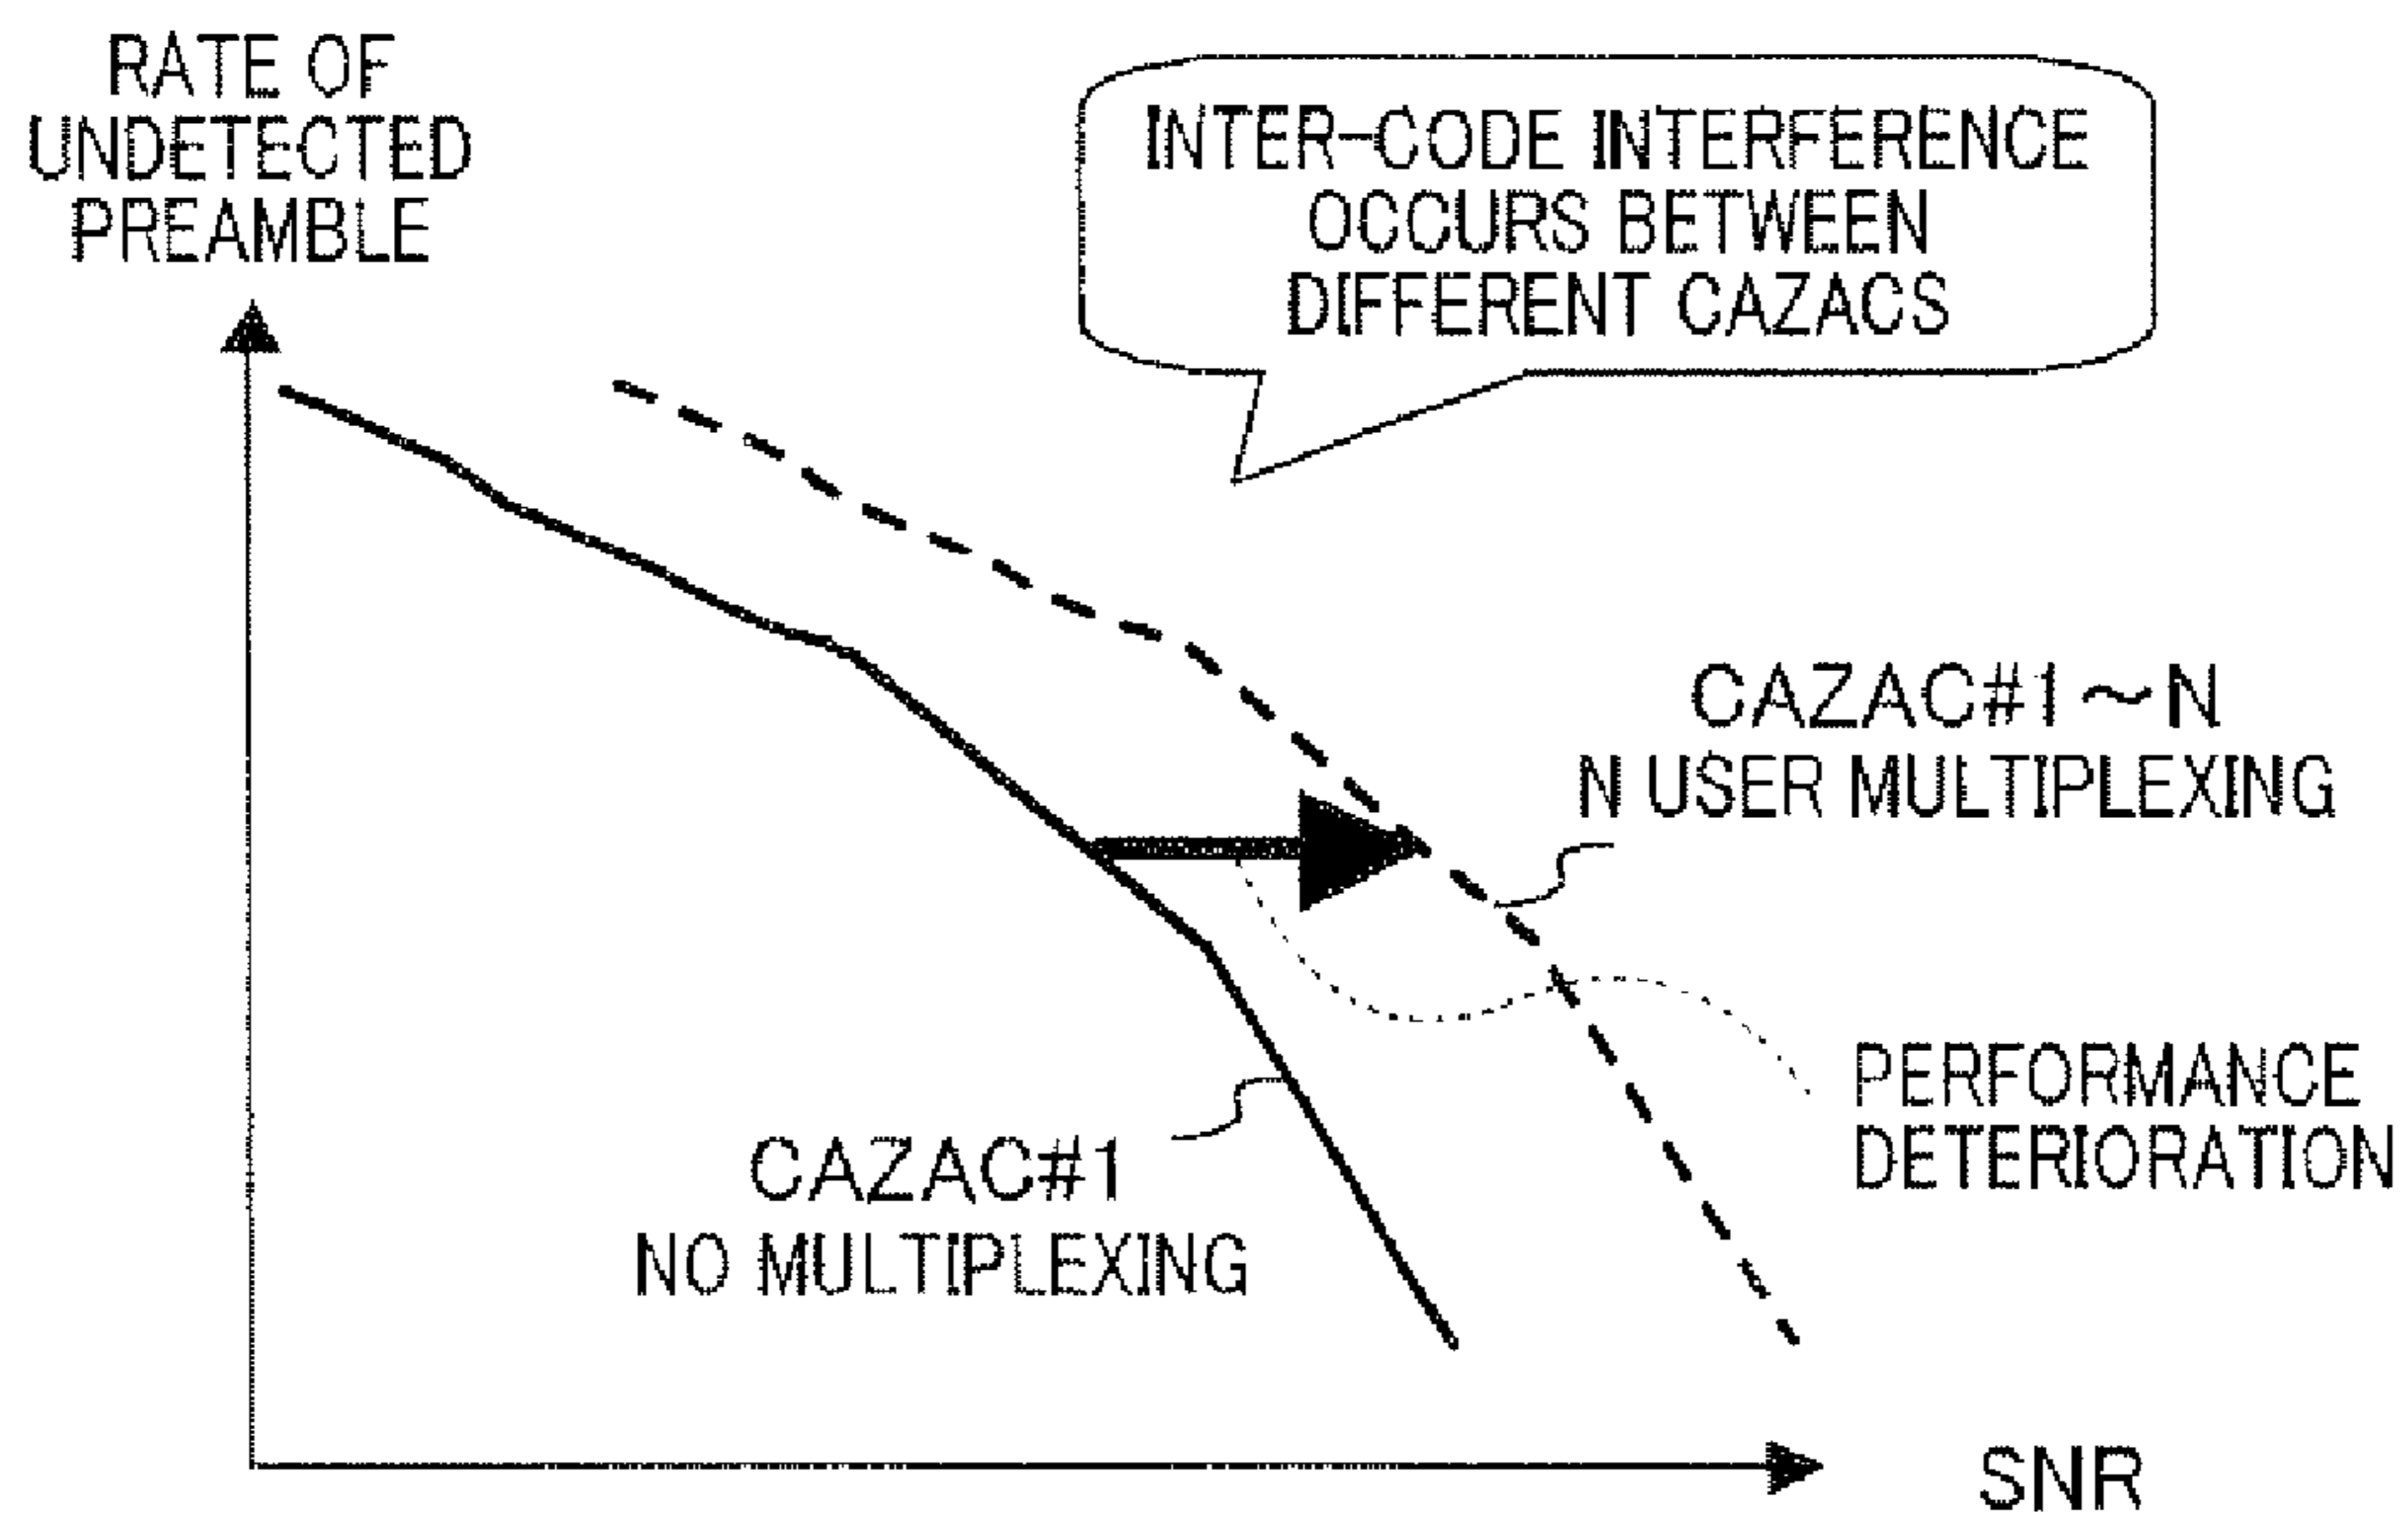 RATE OF
UNDETECTED
PREAMBLE
INTER-CODE INTERFERENCE
OCCURS BETWEEN
DIFFERENT CAZACS
CAZAC#1~N
N USER MULTIPLEXING
PERFORMANCE
DETERIORATION
CAZAC#1
NO MULTIPLEXING
SNR